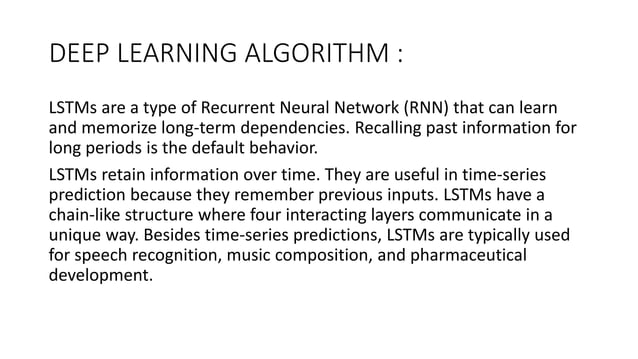 DEEP LEARNING ALGORITHM :
LSTMs are a type of Recurrent Neural Network (RNN) that can learn
and memorize long-term dependencies. Recalling past information for
long periods is the default behavior.
LSTMs retain information over time. They are useful in time-series
prediction because they remember previous inputs. LSTMs have a
chain-like structure where four interacting layers communicate in a
unique way. Besides time-series predictions, LSTMs are typically used
for speech recognition, music composition, and pharmaceutical
development.